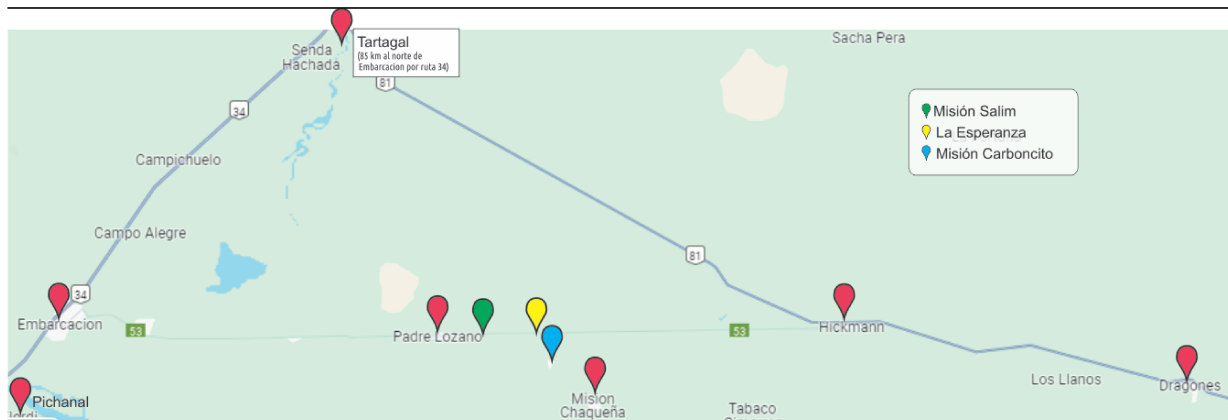 Tartagal
(85 km al norte de
Embarcacion por ruta 34)
Senda
Hachada
Sacha Pera
81
34
Misión Salim
La Esperanza
Misión Carboncito
Campichuelo
Campo Alegre
81
34
Embarcacion
53
Padre Lozano
53
Hickmann
Mision
Chaqueña
Los Llanos
Dragones
Pichanal
Tabaco